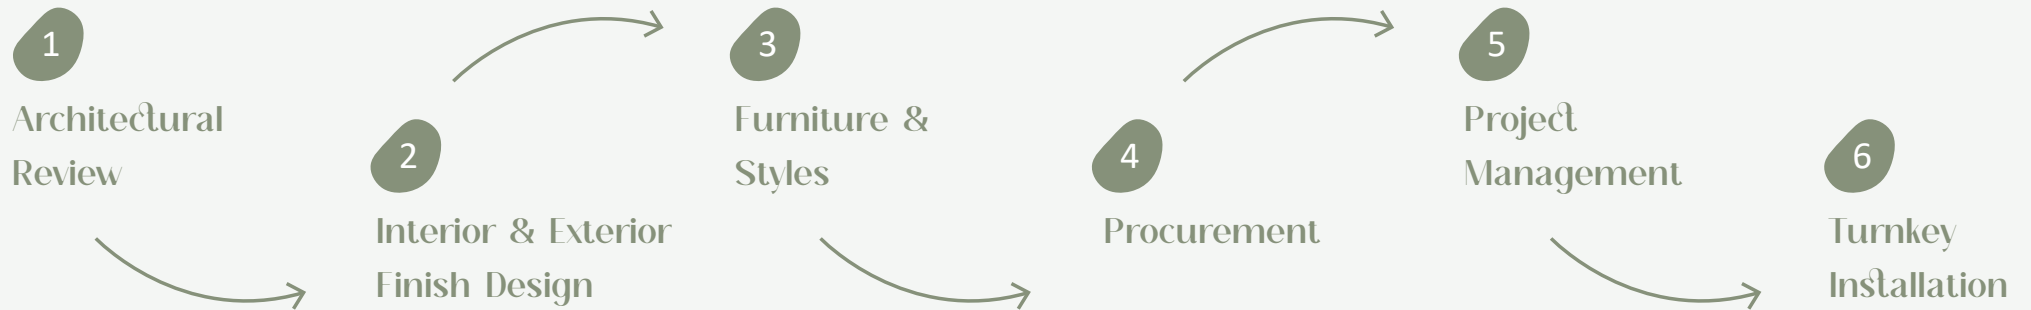 1
Architectural
Review
2
Interior & Exterior
Finish Design
3
Furniture &
Styles
4
Procurement
5
Project
Management
6
Turnkey
Installation